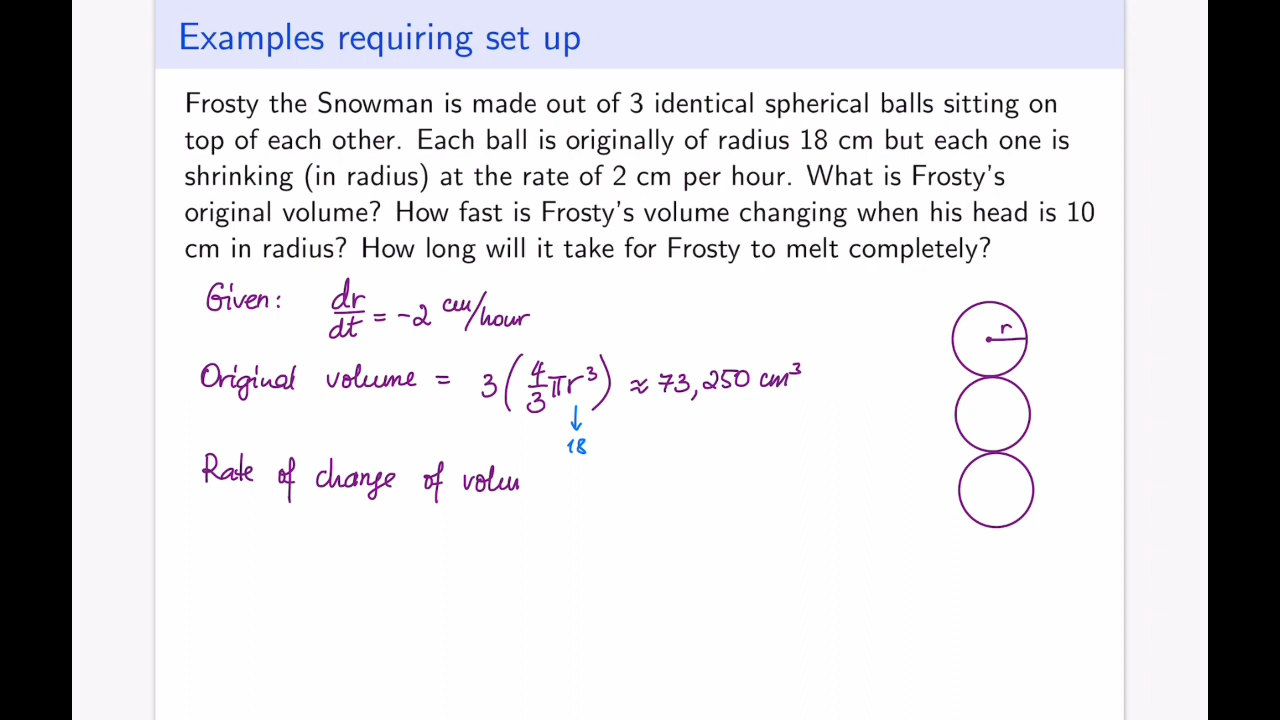 Examples requiring set up
Frosty the Snowman is made out of 3 identical spherical balls sitting on
top of each other. Each ball is originally of radius 18 cm but each one is
shrinking (in radius) at the rate of 2 cm per hour. What is Frosty's
original volume? How fast is Frosty's volume changing when his head is 10
cm in radius? How long will it take for Frosty to melt completely?
Given: dr/dt = -2 cm/hour
r
Original volume = 3(4/3 πr³) ≈ 73,250 cm³
↓
18
Rate of change of volu